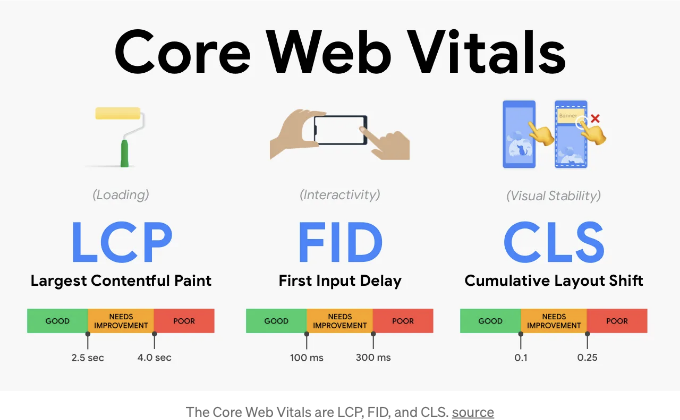 Core Web Vitals
(Loading)
LCP
Largest Contentful Paint
GOOD
NEEDS
IMPROVEMENT
POOR
2.5 sec
4.0 sec
(Interactivity)
FID
First Input Delay
GOOD
NEEDS
IMPROVEMENT
POOR
100 ms
300 ms
(Visual Stability)
CLS
Cumulative Layout Shift
GOOD
NEEDS
IMPROVEMENT
POOR
0.1
0.25
The Core Web Vitals are LCP, FID, and CLS. source